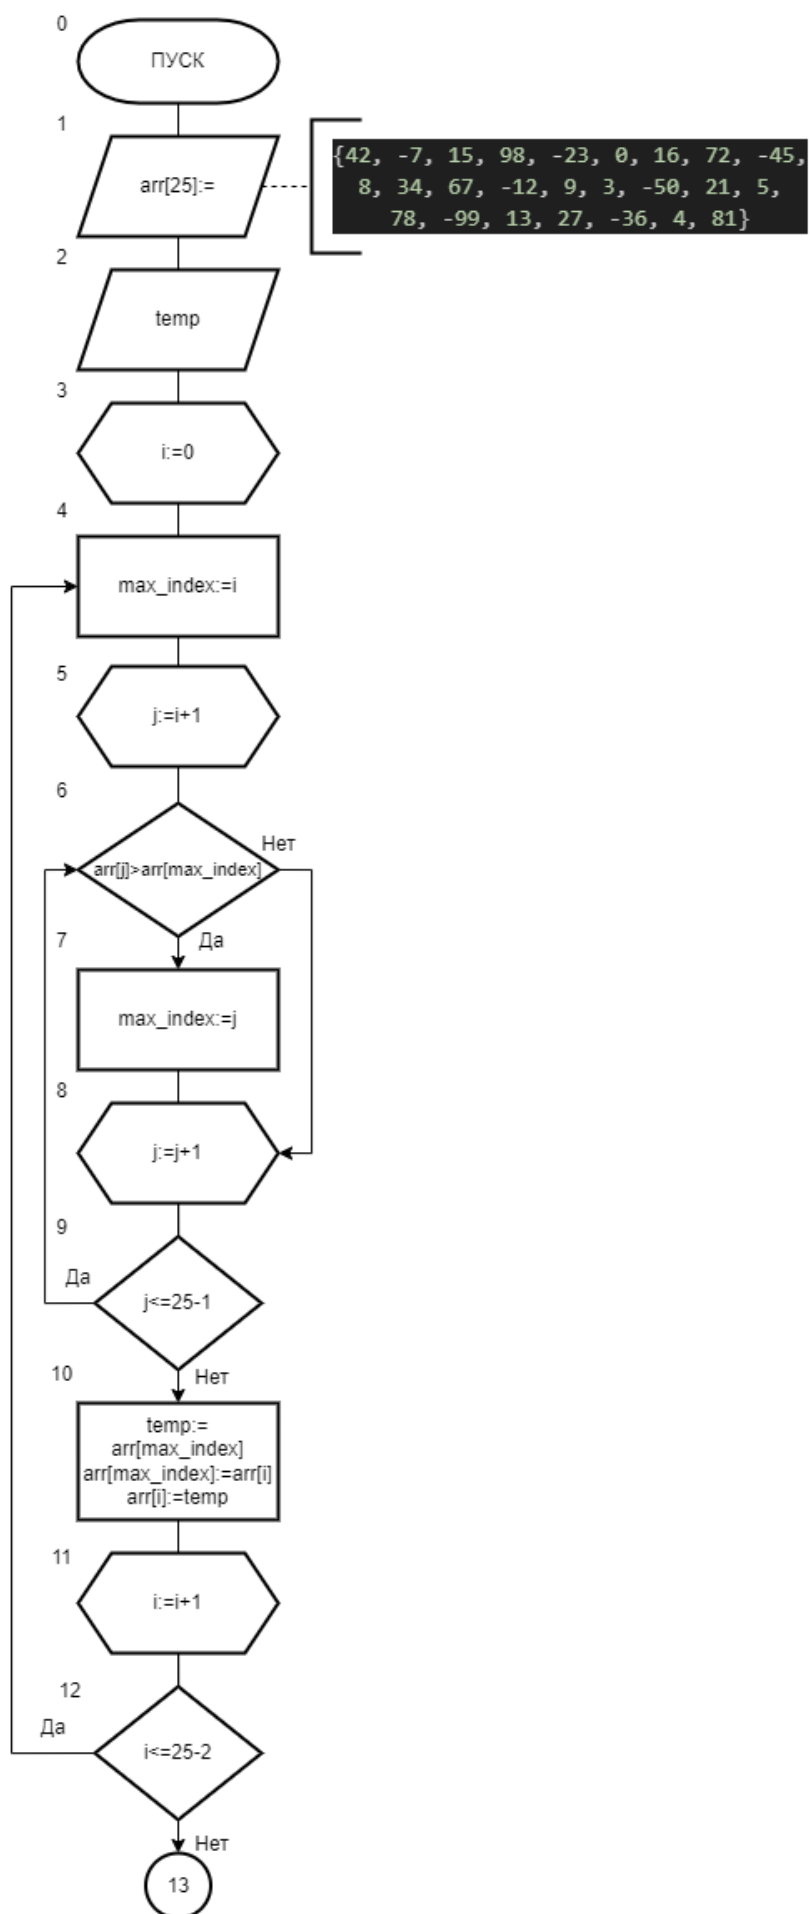 0
ПУСК
1
arr[25]:=
{42, -7, 15, 98, -23, 0, 16, 72, -45,
8, 34, 67, -12, 9, 3, -50, 21, 5,
78, -99, 13, 27, -36, 4, 81}
2
temp
3
i:=0
4
max_index:=i
5
j:=i+1
6
Нет
arr[j]>arr[max_index]
Да
7
max_index:=j
8
j:=j+1
9
Да
j<=25-1
Нет
10
temp:=
arr[max_index]
arr[max_index]:=arr[i]
arr[i]:=temp
11
i:=i+1
12
Да
i<=25-2
Нет
13